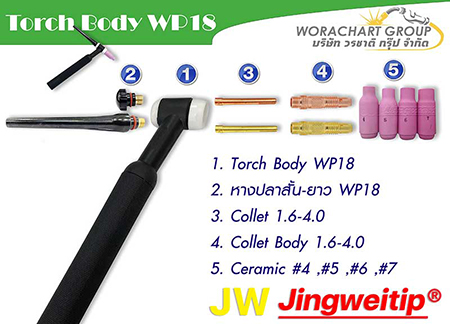 Torch Body WP18
WORACHART GROUP
บริษัท วรชาติ กรุ๊ป จำกัด
2 1 3 4 5
1. Torch Body WP18
2. หางปลาสั้น-ยาว WP18
3. Collet 1.6-4.0
4. Collet Body 1.6-4.0
5. Ceramic #4 ,#5 ,#6 ,#7
JW Jingweitip®